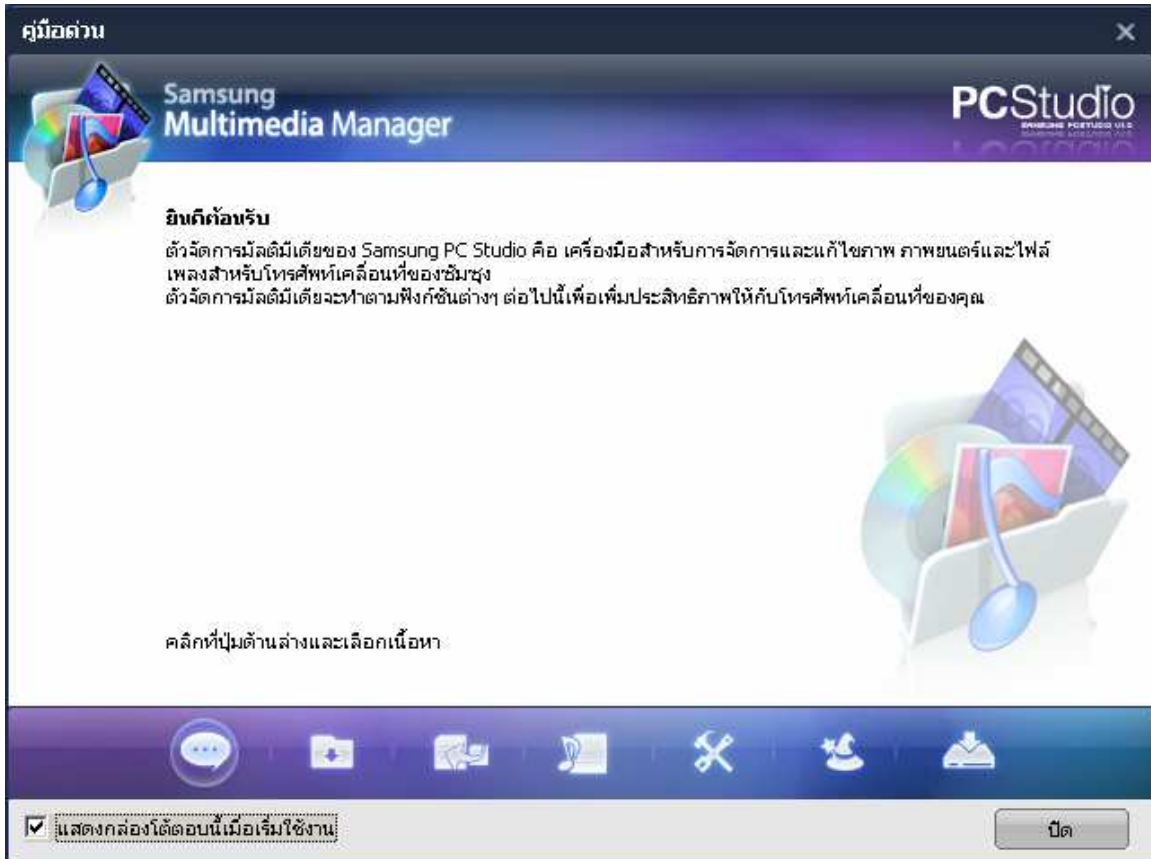 คู่มือด่วน
Samsung
Multimedia Manager
PCStudio
ยินดีต้อนรับ
ตัวจัดการมัลติมีเดียของ Samsung PC Studio คือ เครื่องมือสำหรับการจัดการและแก้ไขภาพ ภาพยนตร์และไฟล์
เพลงสำหรับโทรศัพท์เคลื่อนที่ของซัมซุง
ตัวจัดการมัลติมีเดียจะทำตามฟังก์ชันต่างๆ ต่อไปนี้เพื่อเพิ่มประสิทธิภาพให้กับโทรศัพท์เคลื่อนที่ของคุณ
คลิกที่ปุ่มด้านล่างและเลือกเนื้อหา
แสดงกล่องโต้ตอบนี้เมื่อเริ่มใช้งาน
ปิด